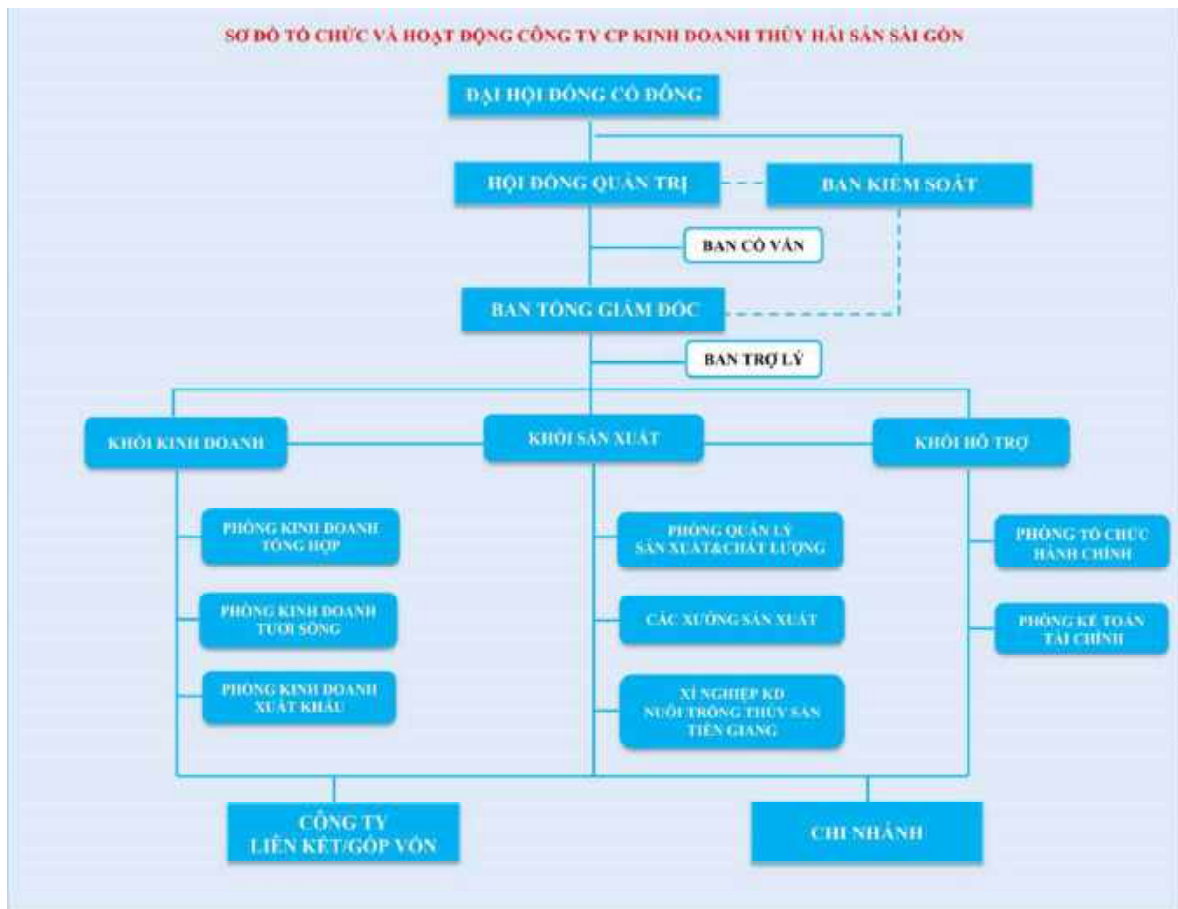 SƠ ĐỒ TỔ CHỨC VÀ HOẠT ĐỘNG CÔNG TY CP KINH DOANH THỦY HẢI SẢN SÀI GÒN
ĐẠI HỘI ĐỒNG CỔ ĐÔNG
HỘI ĐỒNG QUẢN TRỊ
BAN KIỂM SOÁT
BAN CỐ VẤN
BAN TỔNG GIÁM ĐỐC
BAN TRỢ LÝ
KHỐI KINH DOANH
KHỐI SẢN XUẤT
KHỐI HỖ TRỢ
PHÒNG KINH DOANH
TỔNG HỢP
PHÒNG QUẢN LÝ
SẢN XUẤT&CHẤT LƯỢNG
PHÒNG TỔ CHỨC
HÀNH CHÍNH
PHÒNG KINH DOANH
TƯƠI SỐNG
CÁC XƯỞNG SẢN XUẤT
PHÒNG KẾ TOÁN
TÀI CHÍNH
PHÒNG KINH DOANH
XUẤT KHẨU
XÍ NGHIỆP KD
NUÔI TRỒNG THỦY SẢN
TIỀN GIANG
CÔNG TY
LIÊN KẾT/GÓP VỐN
CHI NHÁNH